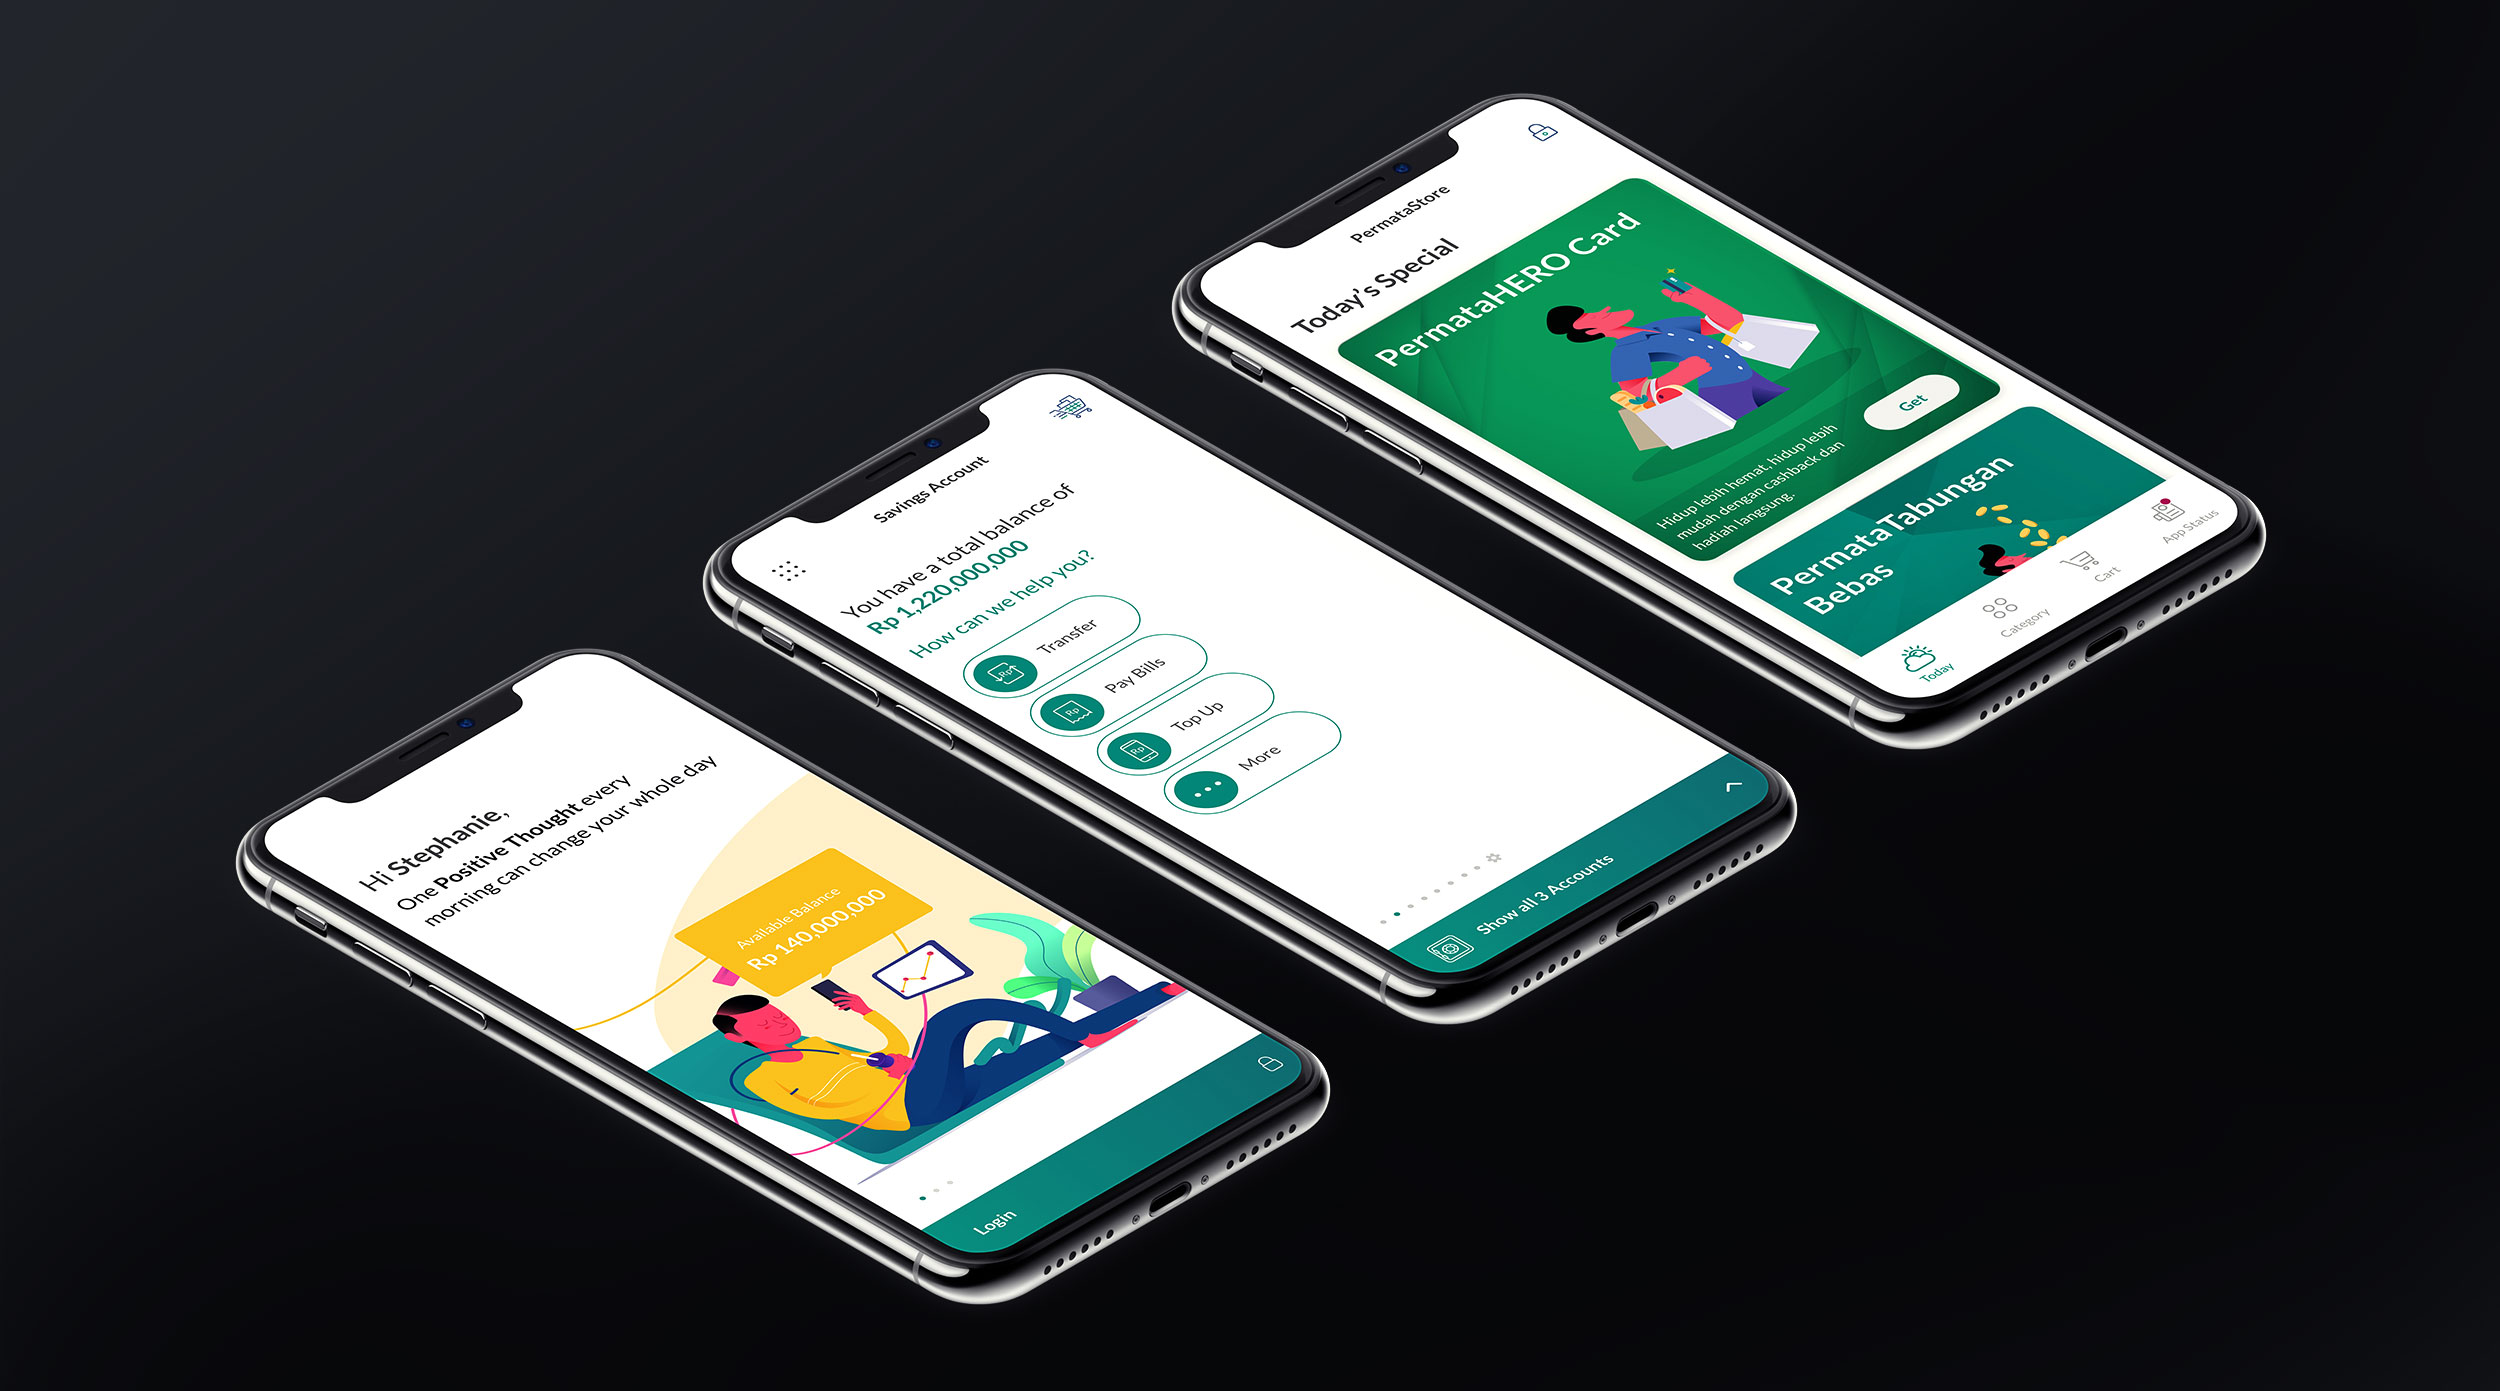 Hi Stephanie,
One Positive Thought every
morning can change your whole day
Available Balance
Rp 140,000,000
Login
Savings Account
You have a total balance of
Rp 1,220,000,000
How can we help you?
Rp
Transfer
Rp
Pay Bills
Rp
Top Up
More
Show all 3 Accounts
PermataStore
Today's Special
PermataHERO Card
Hidup lebih hemat, hidup lebih
mudah dengan cashback dan
hadiah langsung.
Get
PermataTabungan
Bebas
Today
Category
Cart
App Status